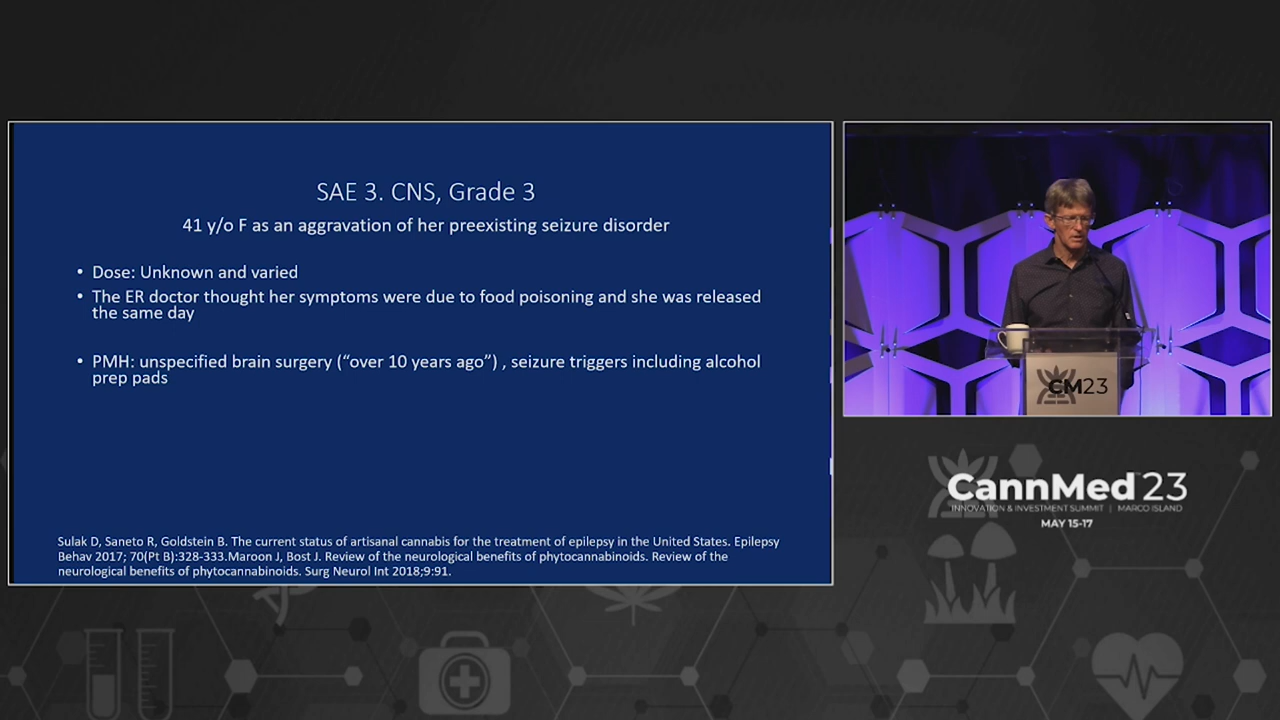 SAE 3. CNS, Grade 3
41 y/o F as an aggravation of her preexisting seizure disorder
• Dose: Unknown and varied
• The ER doctor thought her symptoms were due to food poisoning and she was released
the same day
• PMH: unspecified brain surgery (“over 10 years ago”) , seizure triggers including alcohol
prep pads
Sulak D, Saneto R, Goldstein B. The current status of artisanal cannabis for the treatment of epilepsy in the United States. Epilepsy
Behav 2017; 70(Pt B):328-333.Maroon J, Bost J. Review of the neurological benefits of phytocannabinoids. Review of the
neurological benefits of phytocannabinoids. Surg Neurol Int 2018;9:91.
CM23
CannMed 23
INNOVATION & INVESTMENT SUMMIT | MARCO ISLAND
MAY 15-17